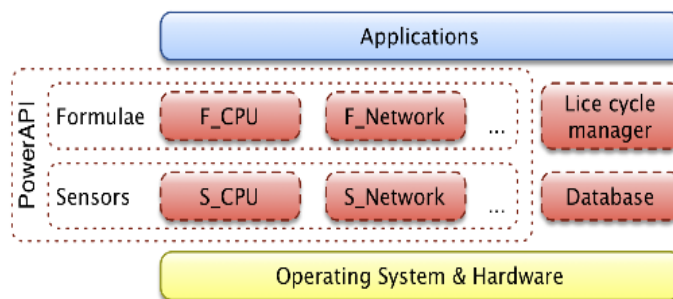 Applications
PowerAPI
Formulae F_CPU F_Network ... Lice cycle
manager
Sensors S_CPU S_Network ... Database
Operating System & Hardware